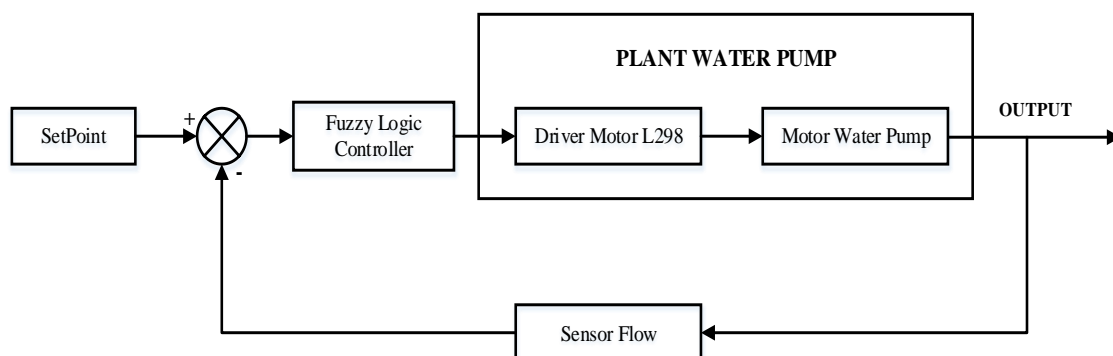 PLANT WATER PUMP
SetPoint
+
-
Fuzzy Logic
Controller
Driver Motor L298
Motor Water Pump
OUTPUT
Sensor Flow